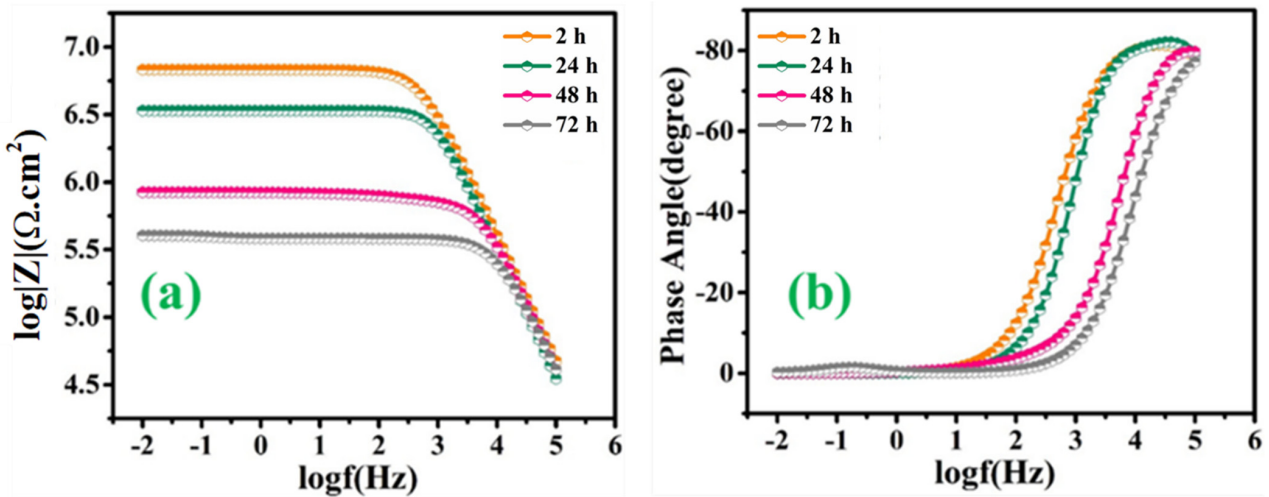 7.0
6.5
6.0
5.5
5.0
4.5
log|Z|(Ω.cm²)
2 h
24 h
48 h
72 h
(a)
-2 -1 0 1 2 3 4 5 6
logf(Hz)
-80
-60
-40
-20
0
Phase Angle(degree)
2 h
24 h
48 h
72 h
(b)
-2 -1 0 1 2 3 4 5 6
logf(Hz)